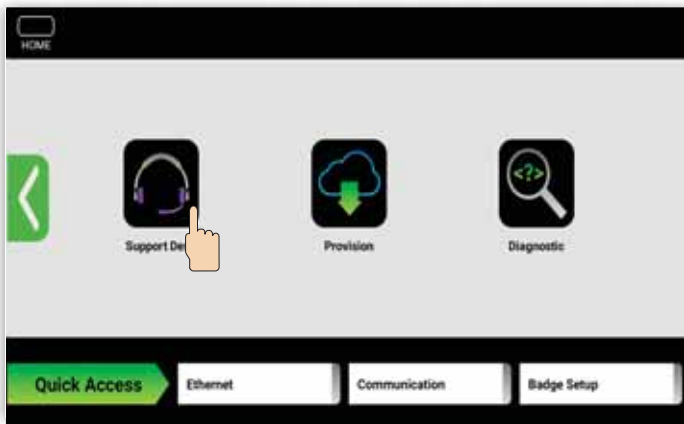 HOME
Support De
Provision
Diagnostic
Quick Access
Ethernet
Communication
Badge Setup
<?>